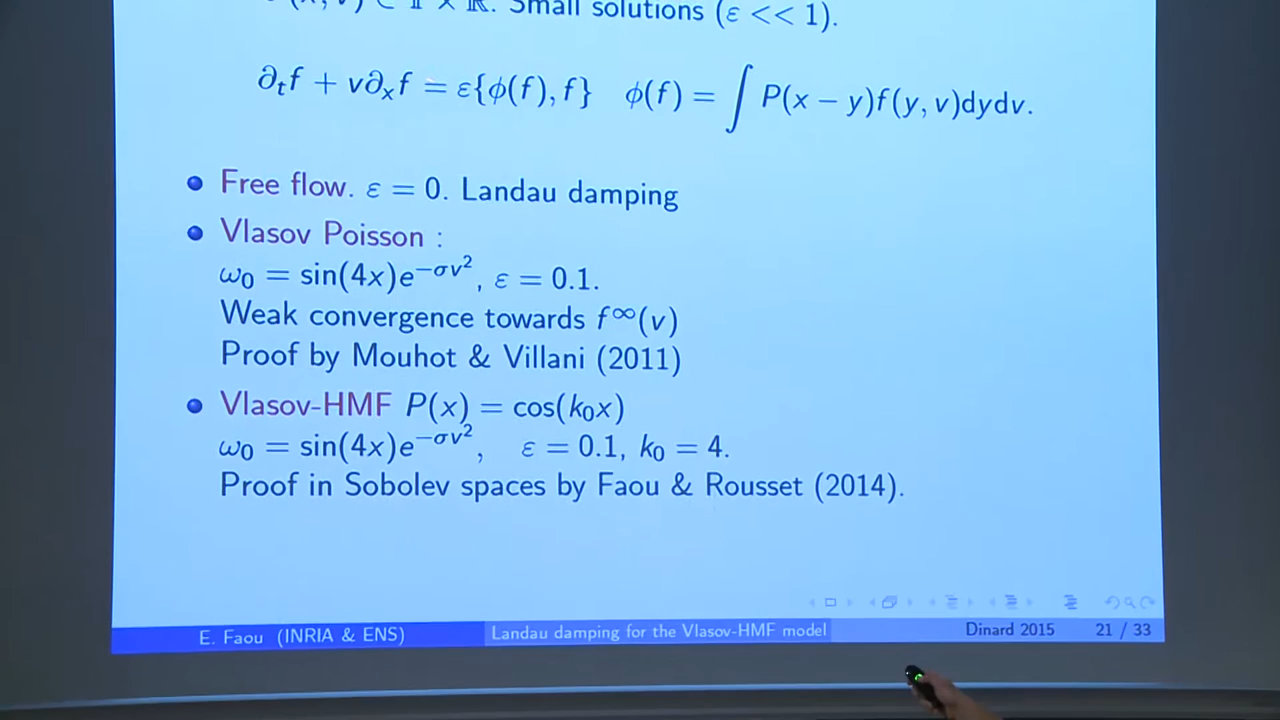 (x, v) ∈ 𝕋 × ℝ. Small solutions (ε << 1).
∂ₜf + v∂ₓf = ε{ϕ(f), f}   ϕ(f) = ∫ P(x − y)f(y, v)dydv.
Free flow. ε = 0. Landau damping
Vlasov Poisson :
ω₀ = sin(4x)e^{−σv²}, ε = 0.1.
Weak convergence towards f^∞(v)
Proof by Mouhot & Villani (2011)
Vlasov-HMF P(x) = cos(k₀x)
ω₀ = sin(4x)e^{−σv²},   ε = 0.1, k₀ = 4.
Proof in Sobolev spaces by Faou & Rousset (2014).
E. Faou (INRIA & ENS) Landau damping for the Vlasov-HMF model Dinard 2015 21 / 33